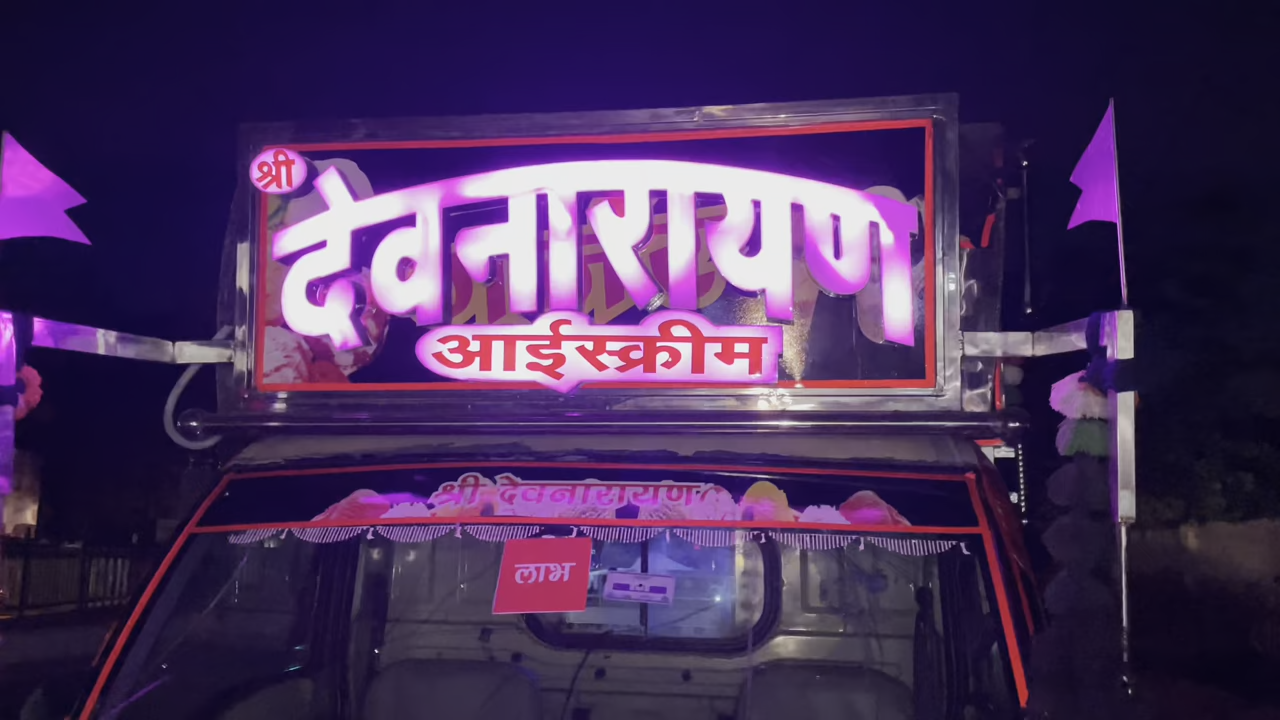 श्री
देवनारायण
आईस्क्रीम
श्री देवनारायण
लाभ